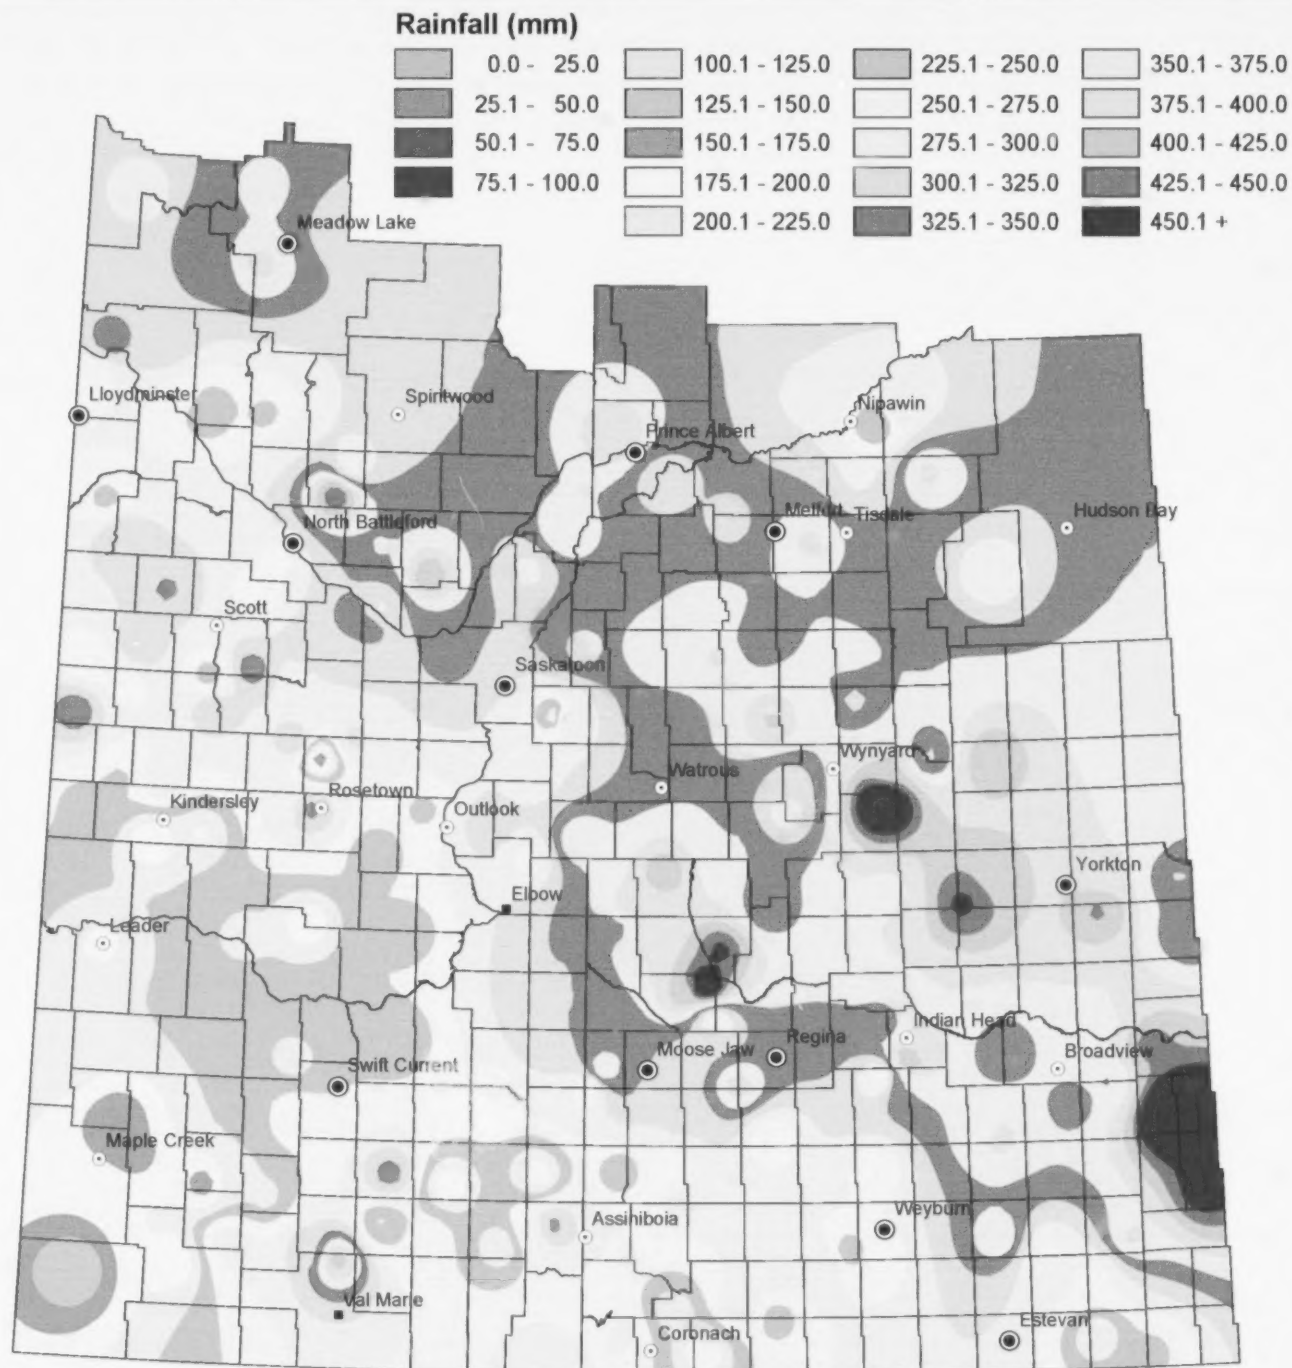 Rainfall (mm)
0.0 - 25.0
25.1 - 50.0
50.1 - 75.0
75.1 - 100.0
100.1 - 125.0
125.1 - 150.0
150.1 - 175.0
175.1 - 200.0
200.1 - 225.0
225.1 - 250.0
250.1 - 275.0
275.1 - 300.0
300.1 - 325.0
325.1 - 350.0
350.1 - 375.0
375.1 - 400.0
400.1 - 425.0
425.1 - 450.0
450.1 +
Meadow Lake
Lloydminster
Spiritwood
Nipawin
Prince Albert
North Battleford
Melfort
Tisdale
Hudson Bay
Scott
Saskatoon
Wynyard
Watrous
Kindersley
Rosetown
Outlook
Yorkton
Elbow
Leader
Indian Head
Regina
Moose Jaw
Broadview
Swift Current
Maple Creek
Assiniboia
Weyburn
Val Marie
Coronach
Estevan